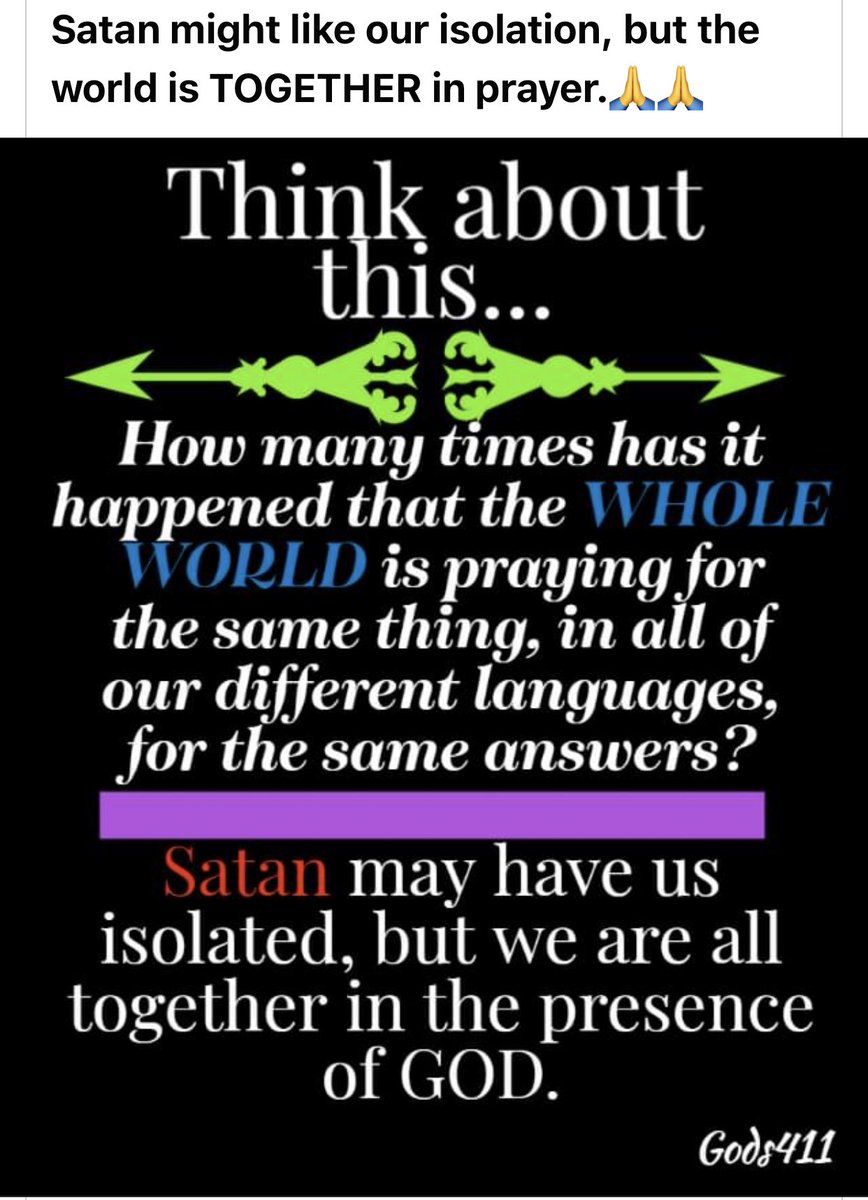 Satan might like our isolation, but the
world is TOGETHER in prayer.🙏🙏
Think about
this...
How many times has it
happened that the WHOLE
WORLD is praying for
the same thing, in all of
our different languages,
for the same answers?
Satan may have us
isolated, but we are all
together in the presence
of GOD.
Gods411